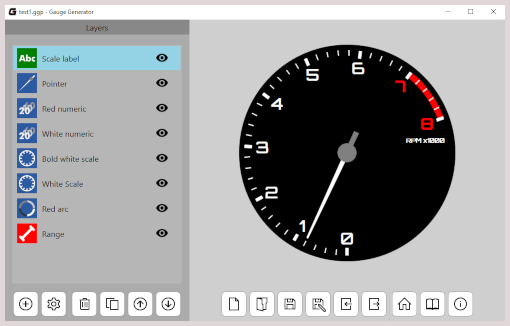 test1.ggp - Gauge Generator
Layers
Abc Scale label
Pointer
20 Red numeric
20 White numeric
Bold white scale
White Scale
Red arc
Range
6
5
7
4
8
RPM x1000
3
2
1
0